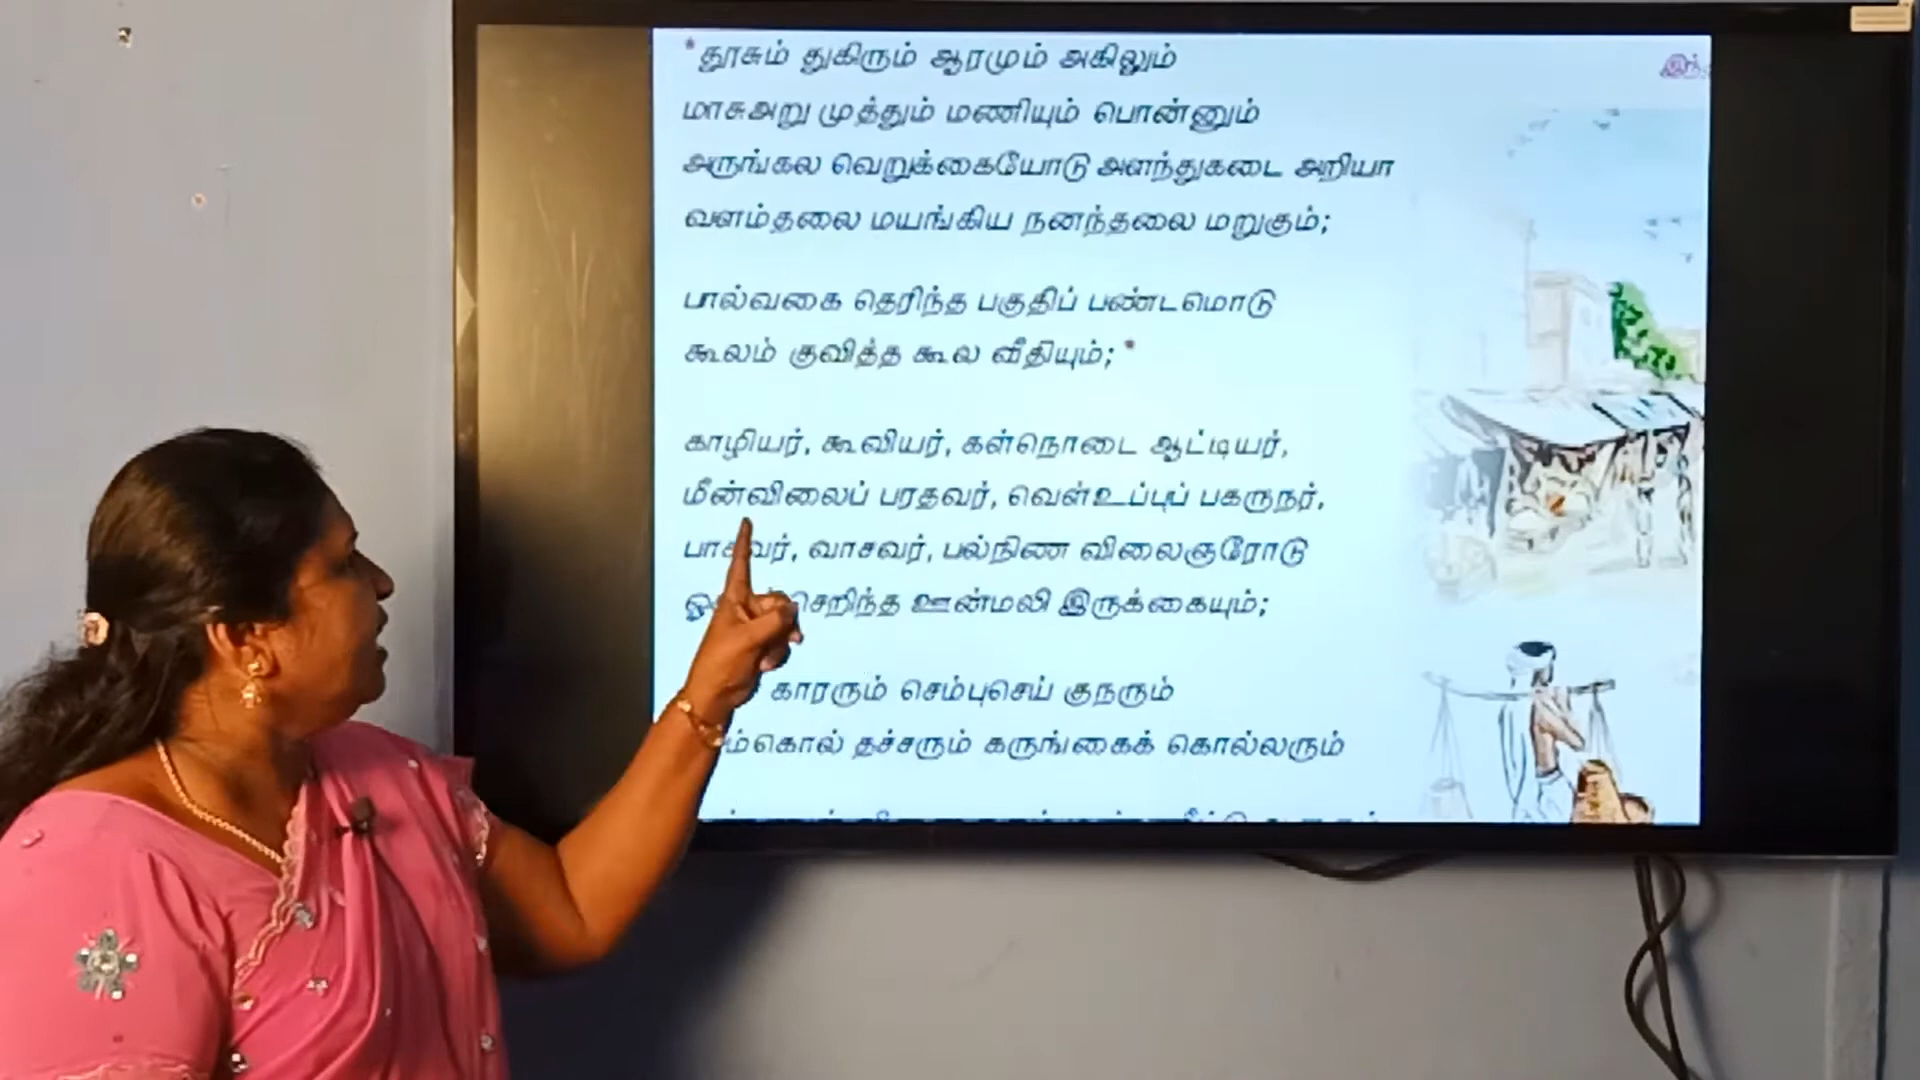 *தூசும் துகிரும் ஆரமும் அகிலும்
மாசுஅறு முத்தும் மணியும் பொன்னும்
அருங்கல வெறுக்கையோடு அளந்துகடை அறியா
வளம்தலை மயங்கிய நனந்தலை மறுகும்;
பால்வகை தெரிந்த பகுதிப் பண்டமொடு
கூலம் குவித்த கூல வீதியும்;*
காழியர், கூவியர், கள்நொடை ஆட்டியர்,
மீன்விலைப் பரதவர், வெள்உப்புப் பகருநர்,
வாசவர், பல்நிண விலைஞரோடு
செறிந்த ஊன்மலி இருக்கையும்;
காரரும் செம்புசெய் குநரும்
தச்சரும் கருங்கைக் கொல்லரும்